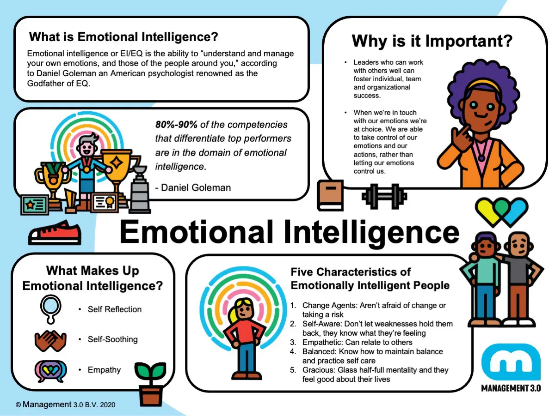 What is Emotional Intelligence?
Emotional intelligence or EI/EQ is the ability to "understand and manage
your own emotions, and those of the people around you," according
to Daniel Goleman an American psychologist renowned as the
Godfather of EQ.
Why is it Important?
• Leaders who can work
with others well can
foster individual, team
and organizational
success.
• When we're in touch
with our emotions we're
at choice. We are able
to take control of our
emotions and our
actions, rather than
letting our emotions
control us.
80%-90% of the competencies
that differentiate top performers
are in the domain of emotional
intelligence.
- Daniel Goleman
Emotional Intelligence
What Makes Up
Emotional Intelligence?
• Self Reflection
• Self-Soothing
• Empathy
Five Characteristics of
Emotionally Intelligent People
1. Change Agents: Aren't afraid of change or
taking a risk
2. Self-Aware: Don't let weaknesses hold them
back, they know what they're feeling
3. Empathetic: Can relate to others
4. Balanced: Know how to maintain balance
and practice self care
5. Gracious: Glass half-full mentality and they
feel good about their lives
m
MANAGEMENT 3.0
© Management 3.0 B.V. 2020